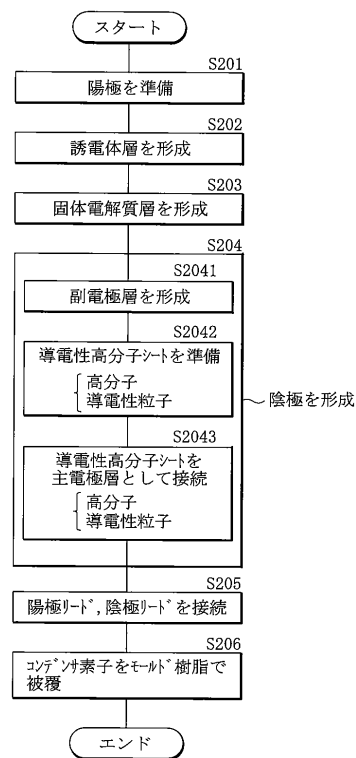 スタート
S201
陽極を準備
S202
誘電体層を形成
S203
固体電解質層を形成
S204
S2041
副電極層を形成
S2042
導電性高分子ｼｰﾄを準備
高分子
導電性粒子
陰極を形成
S2043
導電性高分子ｼｰﾄを
主電極層として接続
高分子
導電性粒子
S205
陽極ﾘｰﾄﾞ,陰極ﾘｰﾄﾞを接続
S206
ｺﾝﾃﾞﾝｻ素子をﾓｰﾙﾄﾞ樹脂で
被覆
エンド